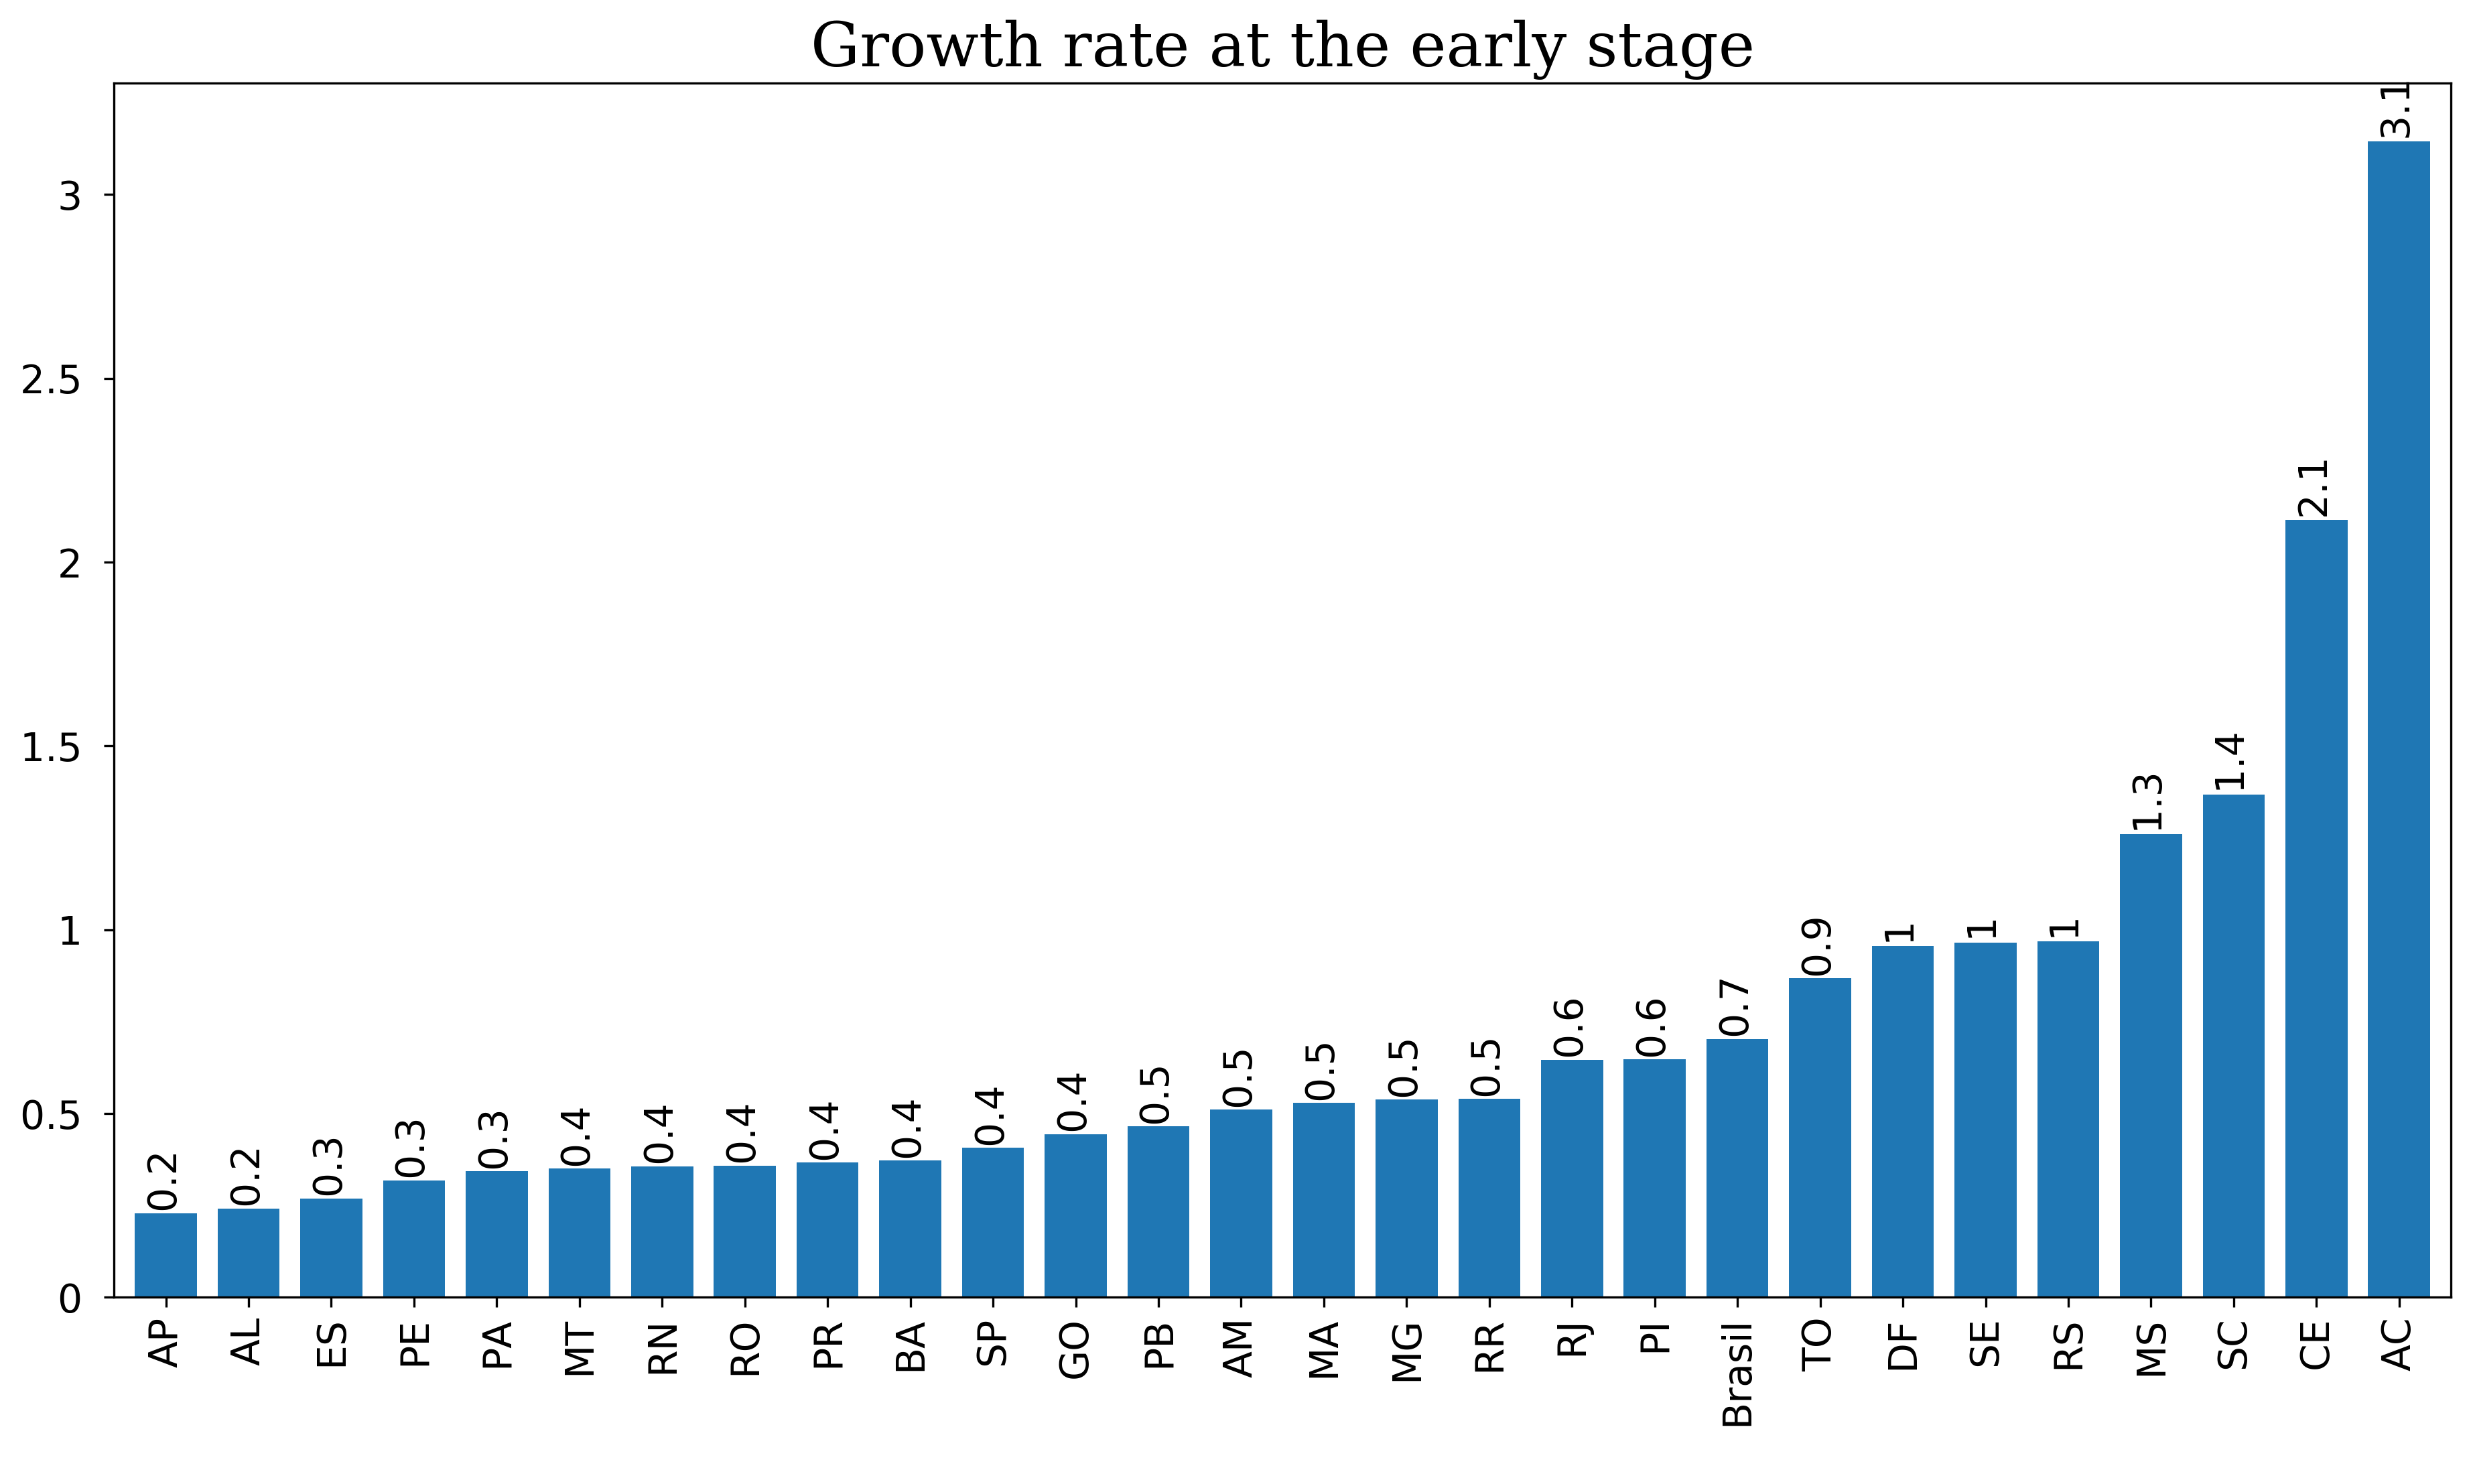 Growth rate at the early stage
3
2.5
2
1.5
1
0.5
0
0.2
0.2
0.3
0.3
0.3
0.4
0.4
0.4
0.4
0.4
0.4
0.4
0.5
0.5
0.5
0.5
0.5
0.6
0.6
0.7
0.9
1
1
1
1.3
1.4
2.1
3.1
AP
AL
ES
PE
PA
MT
RN
RO
PR
BA
SP
GO
PB
AM
MA
MG
RR
RJ
PI
Brasil
TO
DF
SE
RS
MS
SC
CE
AC